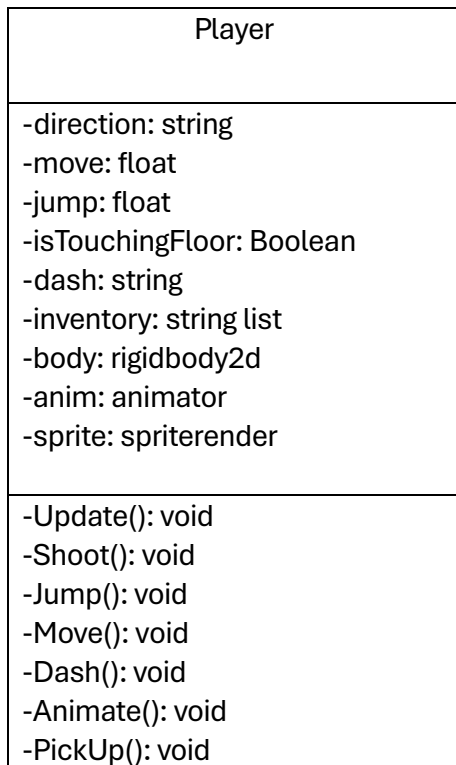 Player
-direction: string
-move: float
-jump: float
-isTouchingFloor: Boolean
-dash: string
-inventory: string list
-body: rigidbody2d
-anim: animator
-sprite: spriterender
-Update(): void
-Shoot(): void
-Jump(): void
-Move(): void
-Dash(): void
-Animate(): void
-PickUp(): void